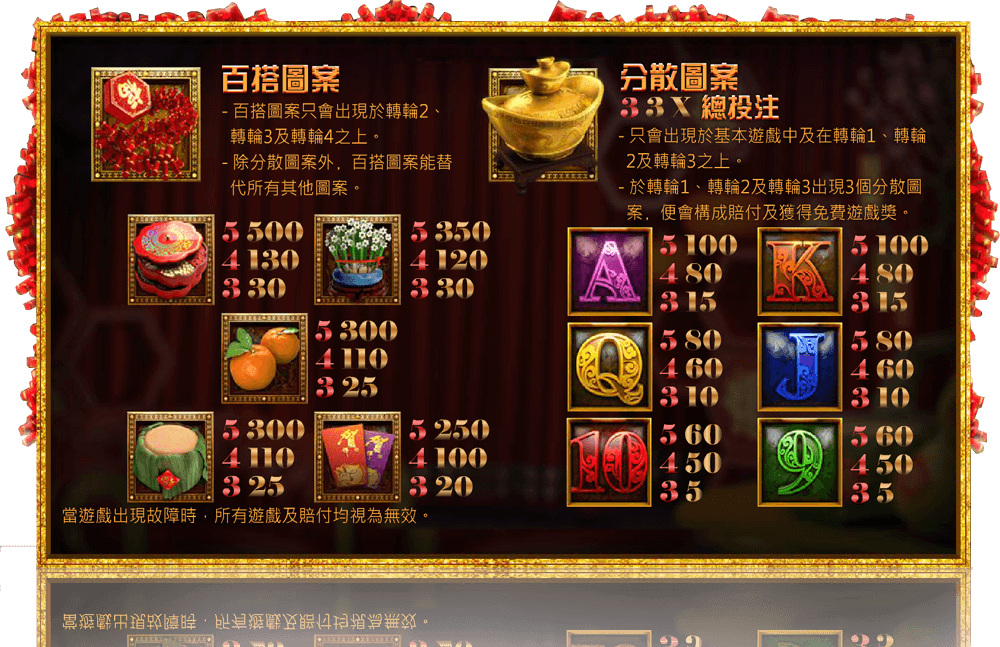 百搭圖案
- 百搭圖案只會出現於轉輪2、
轉輪3及轉輪4之上。
- 除分散圖案外, 百搭圖案能替
代所有其他圖案。
分散圖案
3 3X 總投注
- 只會出現於基本遊戲中及在轉輪1、轉輪
2及轉輪3之上。
- 於轉輪1、轉輪2及轉輪3出現3個分散圖
案, 便會構成賠付及獲得免費遊戲獎。
5 500
4 130
3 30
5 350
4 120
3 30
5 300
4 110
3 25
5 300
4 110
3 25
賀
賀
5 250
4 100
3 20
A
5 100
4 80
3 15
K
5 100
4 80
3 15
Q
5 80
4 60
3 10
J
5 80
4 60
3 10
10
5 60
4 50
3 5
9
5 60
4 50
3 5
當遊戲出現故障時，所有遊戲及賠付均視為無效。